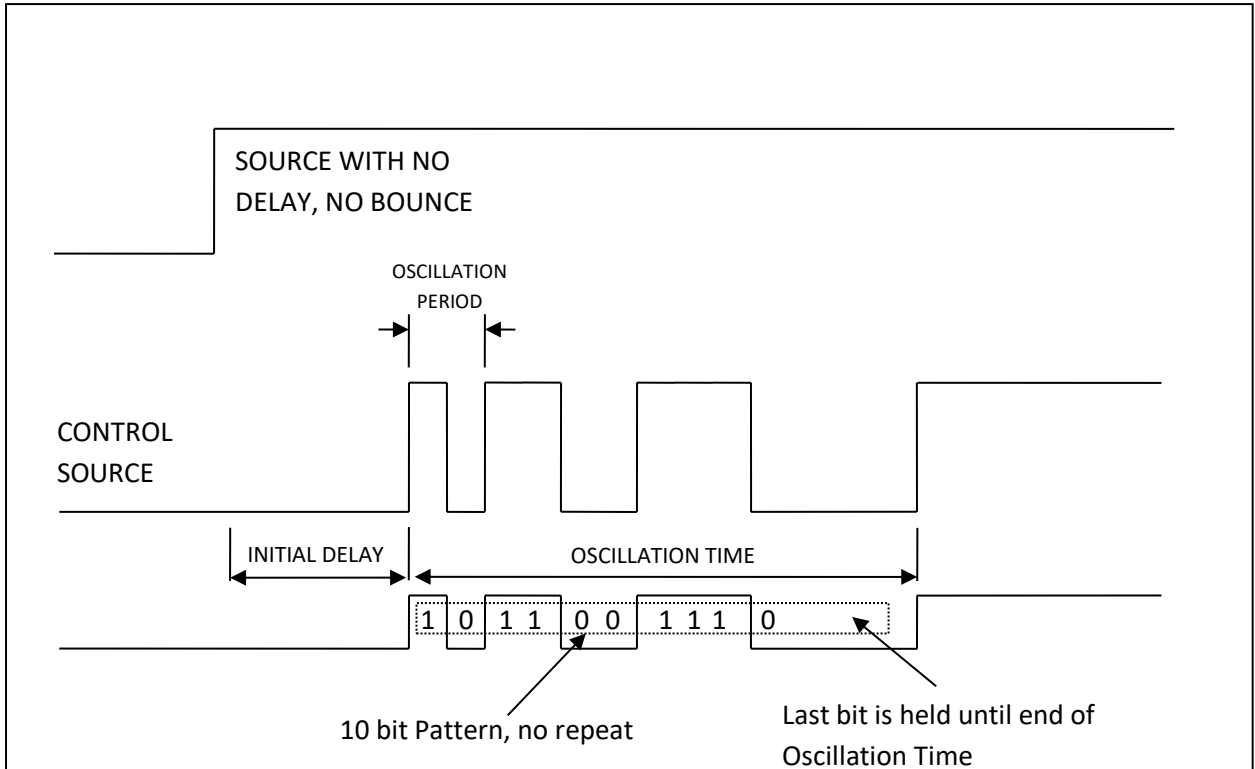 SOURCE WITH NO
DELAY, NO BOUNCE
OSCILLATION
PERIOD
CONTROL
SOURCE
INITIAL DELAY
OSCILLATION TIME
1 0 1 1 0 0 1 1 1 0
10 bit Pattern, no repeat
Last bit is held until end of
Oscillation Time